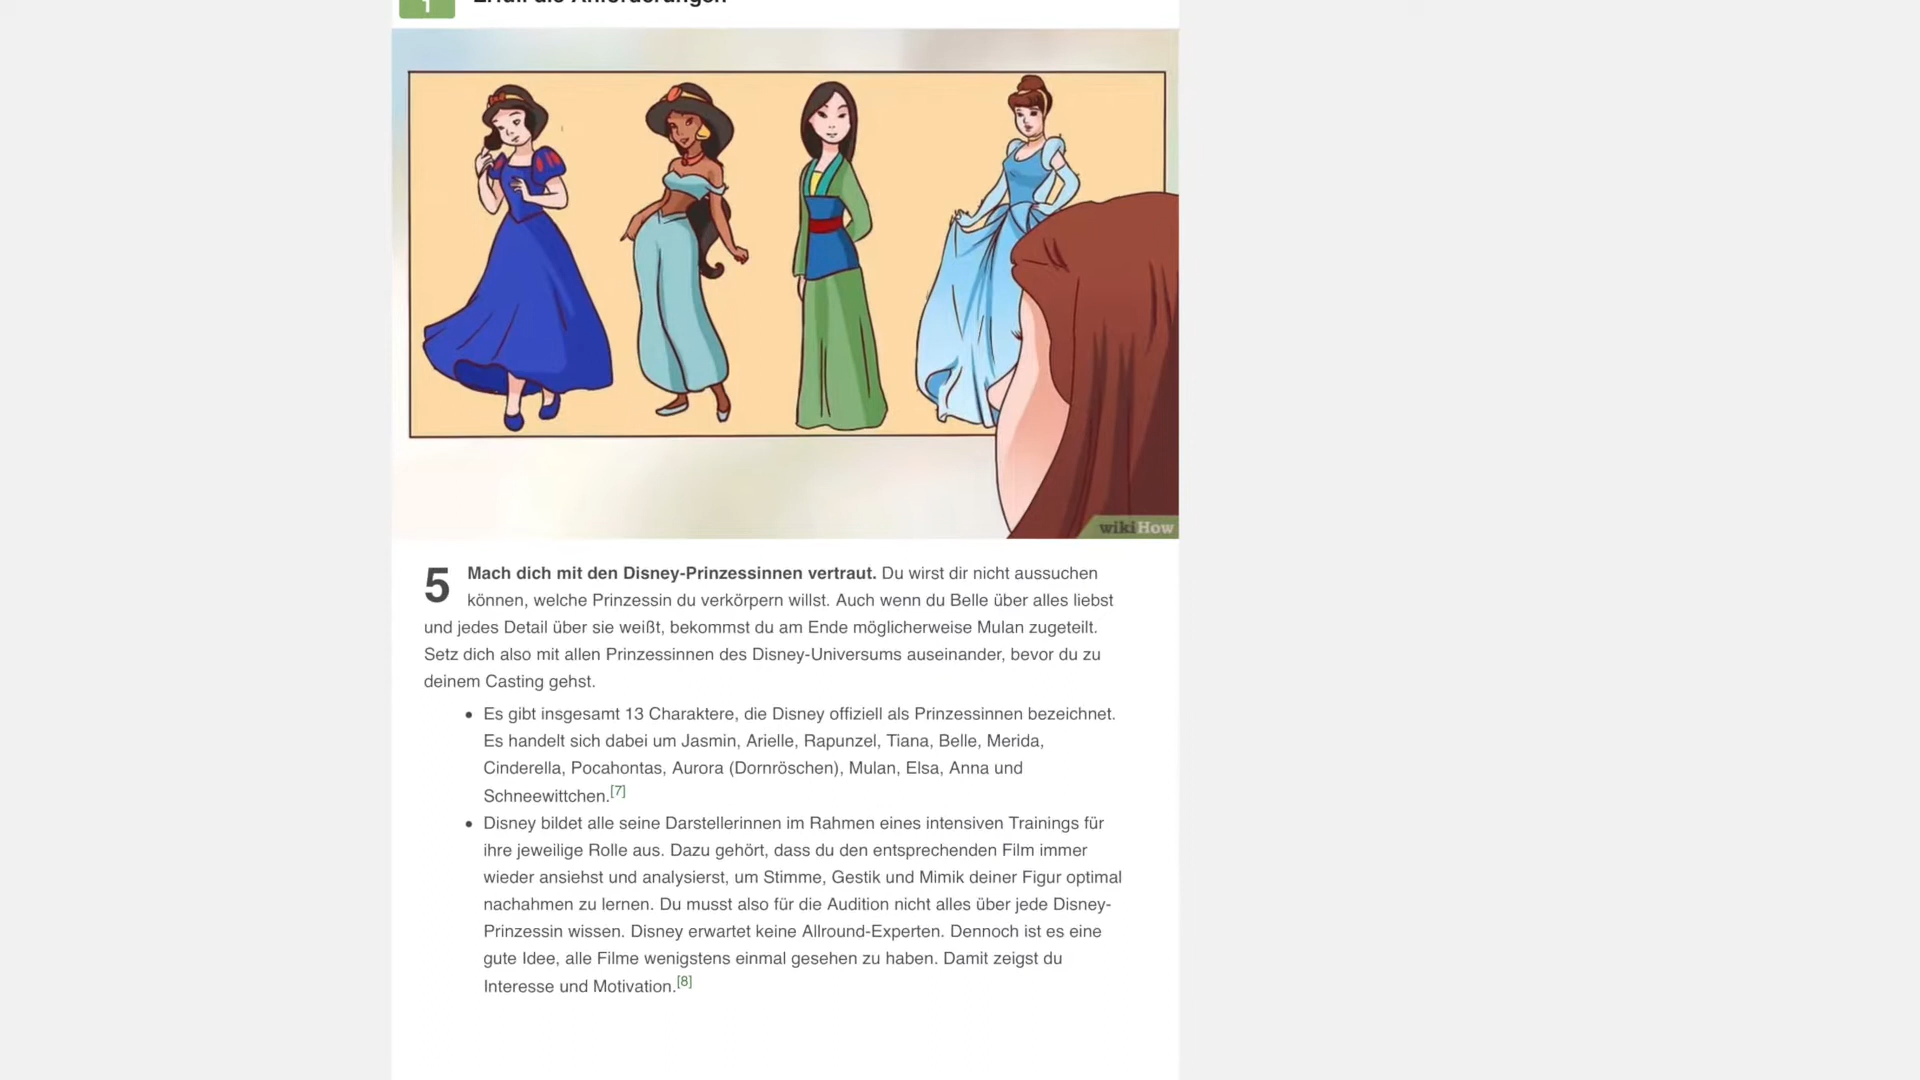 1 Erfüll die Anforderungen
wikiHow
5 Mach dich mit den Disney-Prinzessinnen vertraut. Du wirst dir nicht aussuchen
können, welche Prinzessin du verkörpern willst. Auch wenn du Belle über alles liebst
und jedes Detail über sie weißt, bekommst du am Ende möglicherweise Mulan zugeteilt.
Setz dich also mit allen Prinzessinnen des Disney-Universums auseinander, bevor du zu
deinem Casting gehst.
• Es gibt insgesamt 13 Charaktere, die Disney offiziell als Prinzessinnen bezeichnet.
Es handelt sich dabei um Jasmin, Arielle, Rapunzel, Tiana, Belle, Merida,
Cinderella, Pocahontas, Aurora (Dornröschen), Mulan, Elsa, Anna und
Schneewittchen.[7]
• Disney bildet alle seine Darstellerinnen im Rahmen eines intensiven Trainings für
ihre jeweilige Rolle aus. Dazu gehört, dass du den entsprechenden Film immer
wieder ansiehst und analysierst, um Stimme, Gestik und Mimik deiner Figur optimal
nachahmen zu lernen. Du musst also für die Audition nicht alles über jede Disney-
Prinzessin wissen. Disney erwartet keine Allround-Experten. Dennoch ist es eine
gute Idee, alle Filme wenigstens einmal gesehen zu haben. Damit zeigst du
Interesse und Motivation.[8]